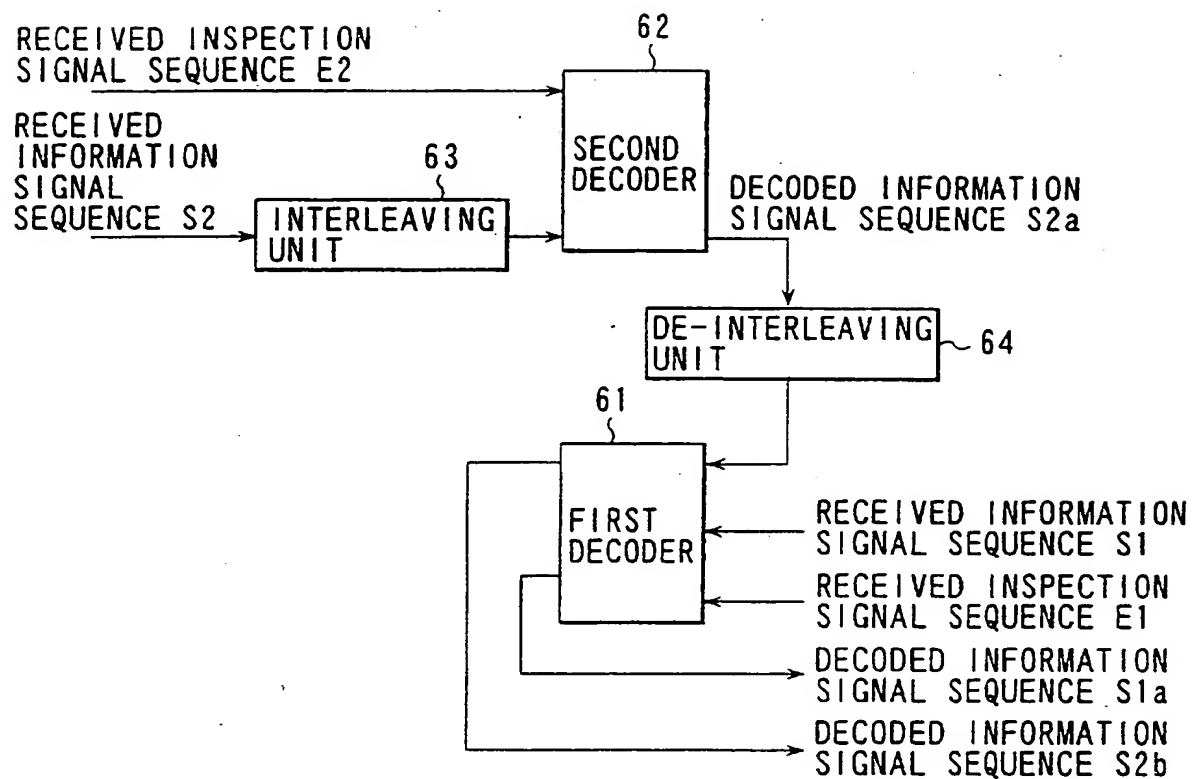 RECEIVED INSPECTION
SIGNAL SEQUENCE E2
62
RECEIVED
INFORMATION
SIGNAL
SEQUENCE S2
63
INTERLEAVING
UNIT
SECOND
DECODER
DECODED INFORMATION
SIGNAL SEQUENCE S2a
DE-INTERLEAVING
UNIT
64
61
FIRST
DECODER
RECEIVED INFORMATION
SIGNAL SEQUENCE S1
RECEIVED INSPECTION
SIGNAL SEQUENCE E1
DECODED INFORMATION
SIGNAL SEQUENCE S1a
DECODED INFORMATION
SIGNAL SEQUENCE S2b